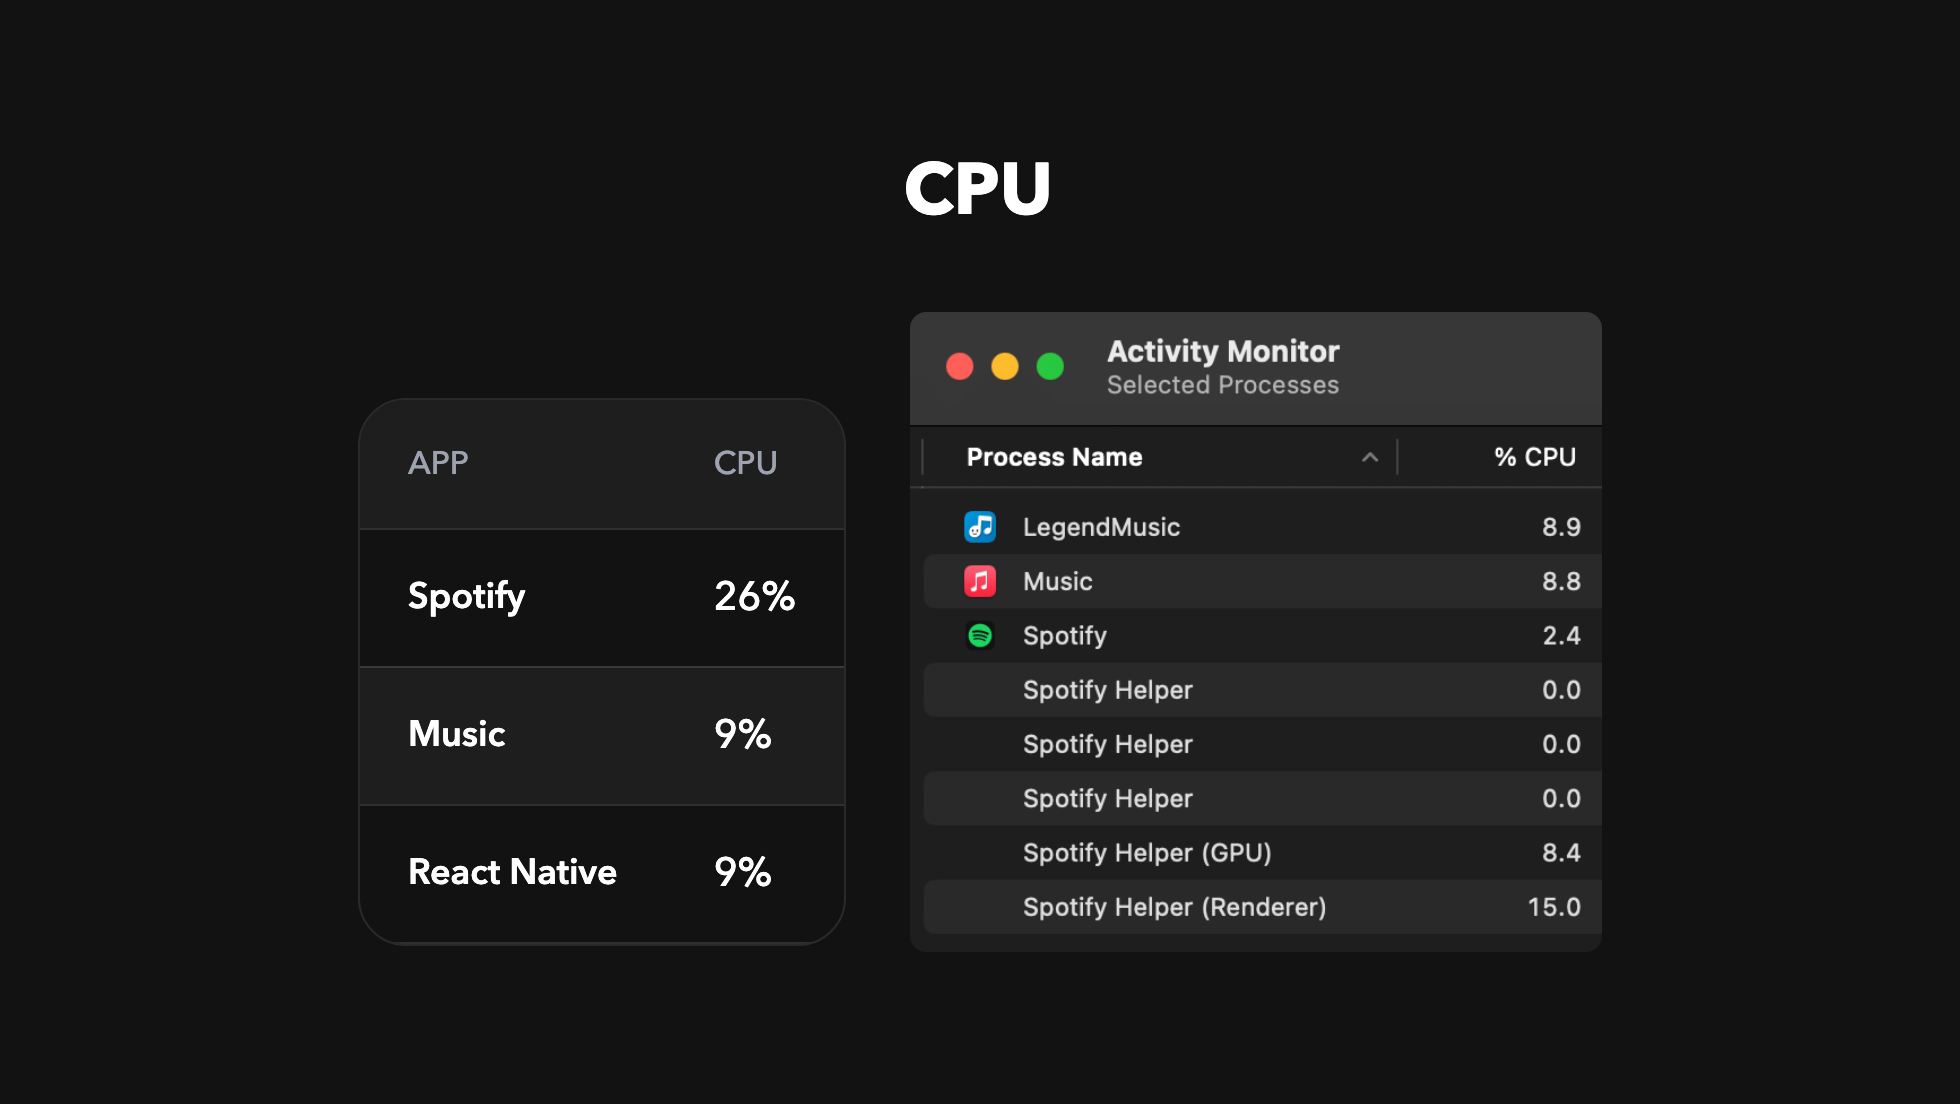 CPU
APP CPU
Spotify 26%
Music 9%
React Native 9%
Activity Monitor
Selected Processes
Process Name % CPU
LegendMusic 8.9
Music 8.8
Spotify 2.4
Spotify Helper 0.0
Spotify Helper 0.0
Spotify Helper 0.0
Spotify Helper (GPU) 8.4
Spotify Helper (Renderer) 15.0